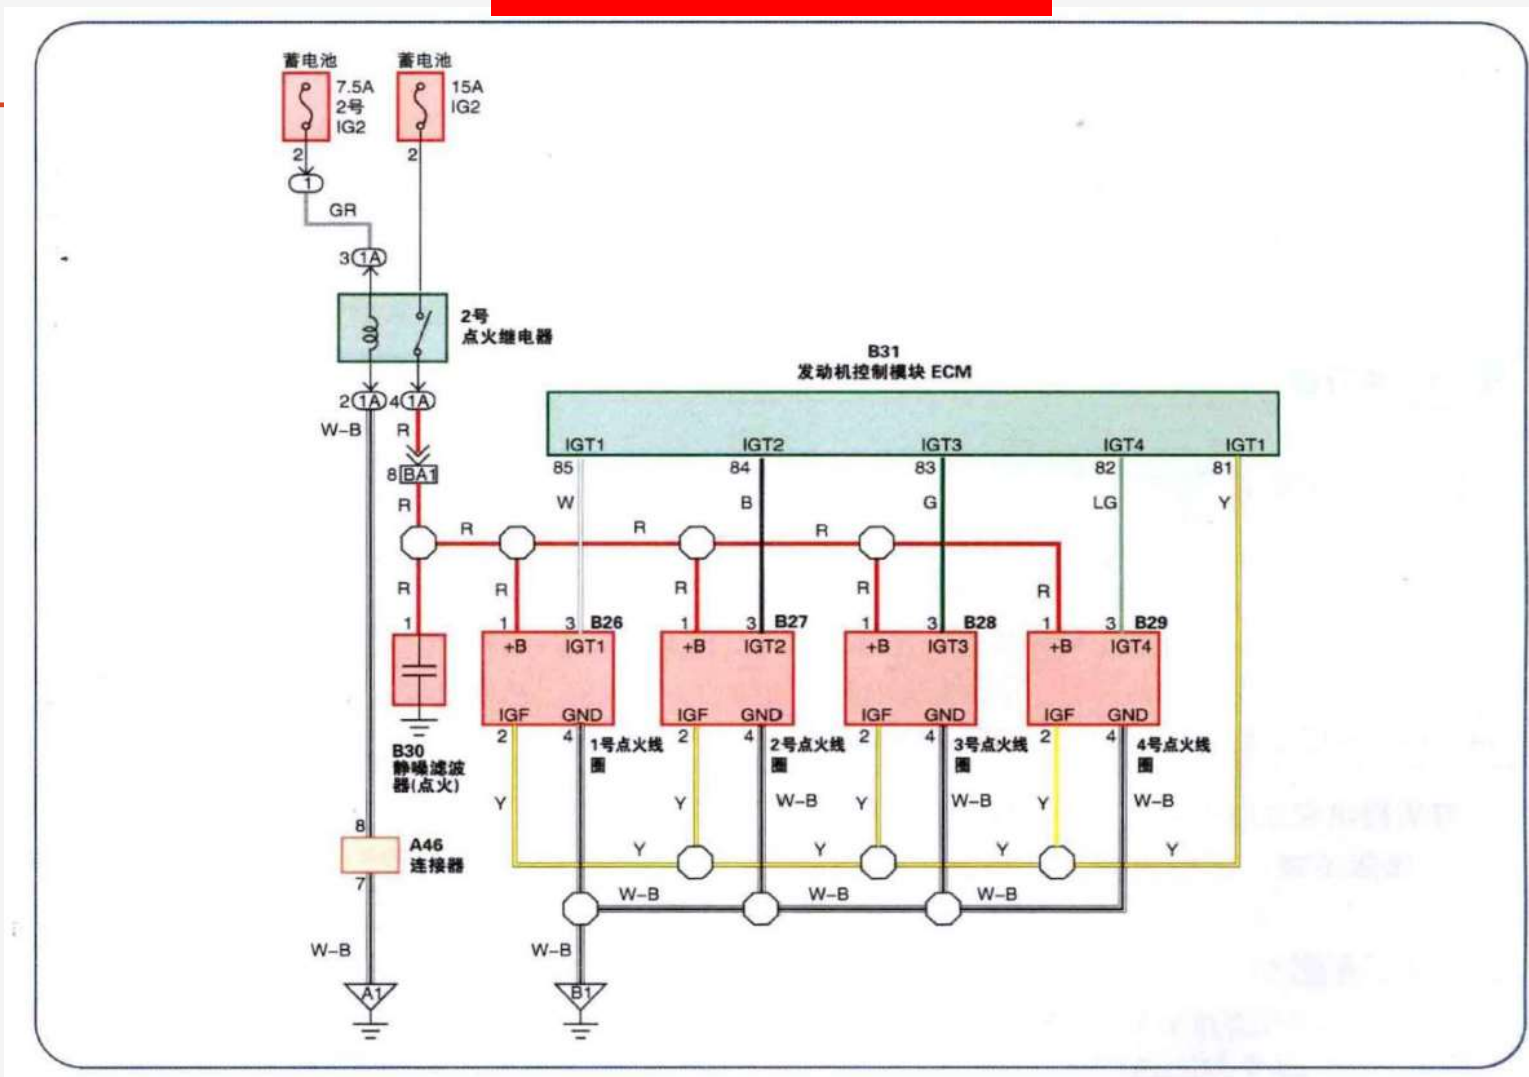 蓄电池
蓄电池
7.5A
2号
IG2
15A
IG2
2
2
1
GR
3
1A
2号
点火继电器
2
1A
4
1A
W-B
R
8
BA1
R
B31
发动机控制模块 ECM
IGT1
IGT2
IGT3
IGT4
IGT1
85
84
83
82
81
W
B
G
LG
Y
R
R
R
R
R
R
R
R
1
1
3
B26
1
3
B27
1
3
B28
1
3
B29
+B
IGT1
+B
IGT2
+B
IGT3
+B
IGT4
IGF
GND
IGF
GND
IGF
GND
IGF
GND
2
4
2
4
2
4
2
4
1号点火线
圈
2号点火线
圈
3号点火线
圈
4号点火线
圈
B30
静噪滤波
器(点火)
Y
Y
W-B
Y
W-B
Y
W-B
8
A46
连接器
7
Y
Y
Y
Y
W-B
W-B
W-B
W-B
W-B
A1
B1